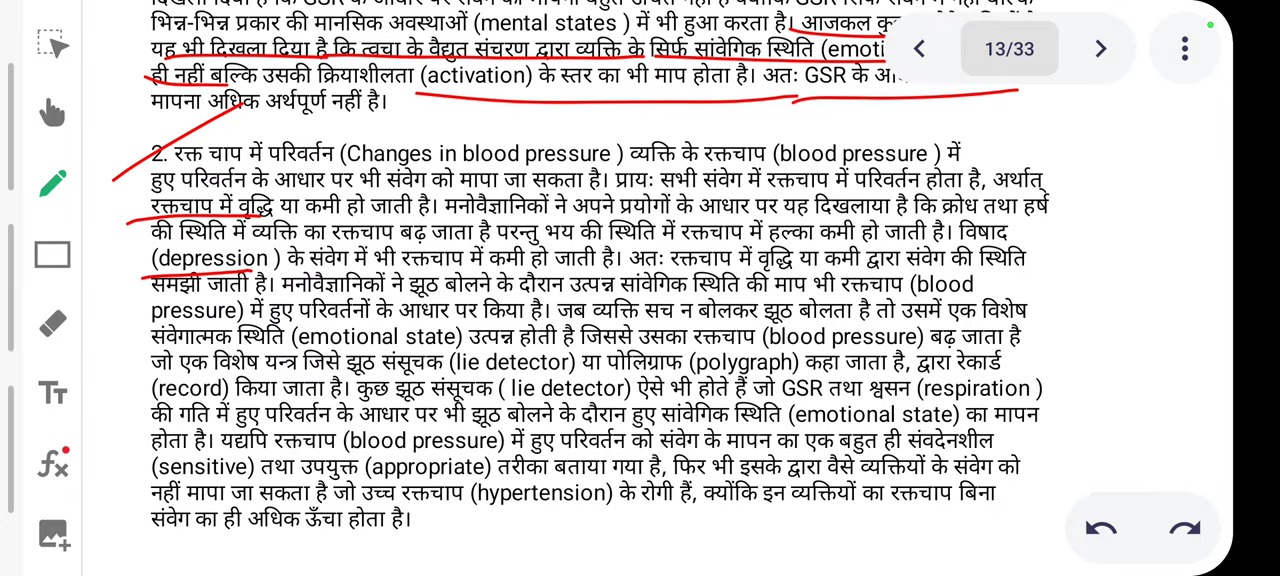 भिन्न-भिन्न प्रकार की मानसिक अवस्थाओं (mental states ) में भी हुआ करता है। आजकल
यह भी दिखला दिया है कि त्वचा के वैद्युत संचरण द्वारा व्यक्ति के सिर्फ सांवेगिक स्थिति (emoti
ही नहीं बल्कि उसकी क्रियाशीलता (activation) के स्तर का भी माप होता है। अतः GSR के
मापना अधिक अर्थपूर्ण नहीं है।
2. रक्त चाप में परिवर्तन (Changes in blood pressure ) व्यक्ति के रक्तचाप (blood pressure ) में
हुए परिवर्तन के आधार पर भी संवेग को मापा जा सकता है। प्रायः सभी संवेग में रक्तचाप में परिवर्तन होता है, अर्थात्
रक्तचाप में वृद्धि या कमी हो जाती है। मनोवैज्ञानिकों ने अपने प्रयोगों के आधार पर यह दिखलाया है कि क्रोध तथा हर्ष
की स्थिति में व्यक्ति का रक्तचाप बढ़ जाता है परन्तु भय की स्थिति में रक्तचाप में हल्का कमी हो जाती है। विषाद
(depression ) के संवेग में भी रक्तचाप में कमी हो जाती है। अतः रक्तचाप में वृद्धि या कमी द्वारा संवेग की स्थिति
समझी जाती है। मनोवैज्ञानिकों ने झूठ बोलने के दौरान उत्पन्न सांवेगिक स्थिति की माप भी रक्तचाप (blood
pressure) में हुए परिवर्तनों के आधार पर किया है। जब व्यक्ति सच न बोलकर झूठ बोलता है तो उसमें एक विशेष
संवेगात्मक स्थिति (emotional state) उत्पन्न होती है जिससे उसका रक्तचाप (blood pressure) बढ़ जाता है
जो एक विशेष यन्त्र जिसे झूठ संसूचक (lie detector) या पोलिग्राफ (polygraph) कहा जाता है, द्वारा रेकार्ड
(record) किया जाता है। कुछ झूठ संसूचक ( lie detector) ऐसे भी होते हैं जो GSR तथा श्वसन (respiration )
की गति में हुए परिवर्तन के आधार पर भी झूठ बोलने के दौरान हुए सांवेगिक स्थिति (emotional state) का मापन
होता है। यद्यपि रक्तचाप (blood pressure) में हुए परिवर्तन को संवेग के मापन का एक बहुत ही संवदेनशील
(sensitive) तथा उपयुक्त (appropriate) तरीका बताया गया है, फिर भी इसके द्वारा वैसे व्यक्तियों के संवेग को
नहीं मापा जा सकता है जो उच्च रक्तचाप (hypertension) के रोगी हैं, क्योंकि इन व्यक्तियों का रक्तचाप बिना
संवेग का ही अधिक ऊँचा होता है।
13/33
Tт
fx